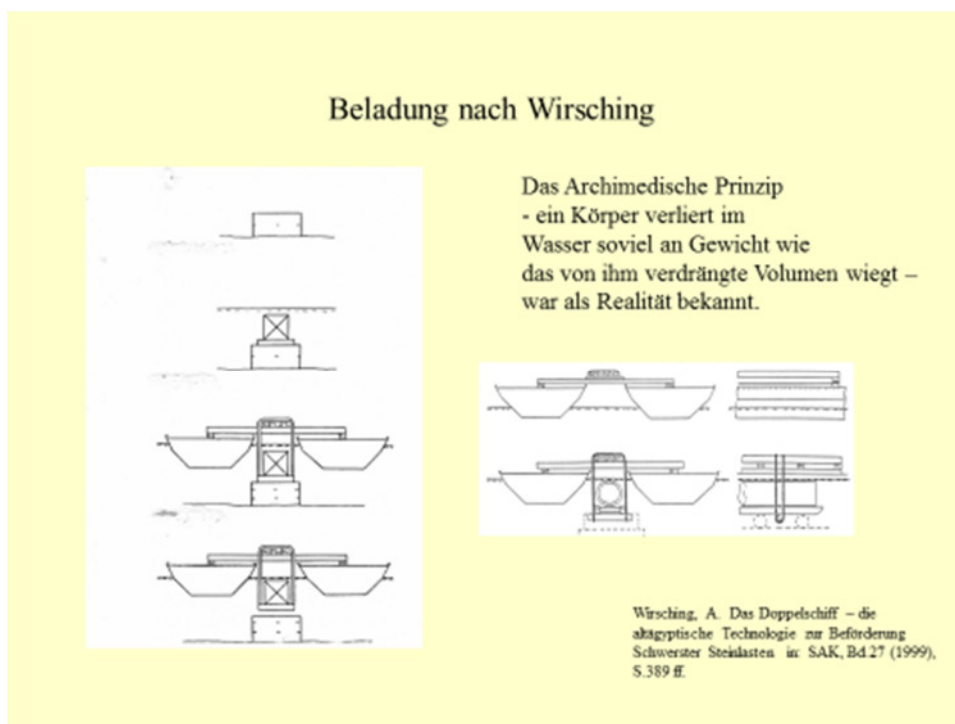 Beladung nach Wirsching
Das Archimedische Prinzip
- ein Körper verliert im
Wasser soviel an Gewicht wie
das von ihm verdrängte Volumen wiegt –
war als Realität bekannt.
Wirsching, A. Das Doppelschiff – die
altägyptische Technologie zur Beförderung
Schwerster Steinlasten in: SAK, Bd.27 (1999),
S.389 ff.